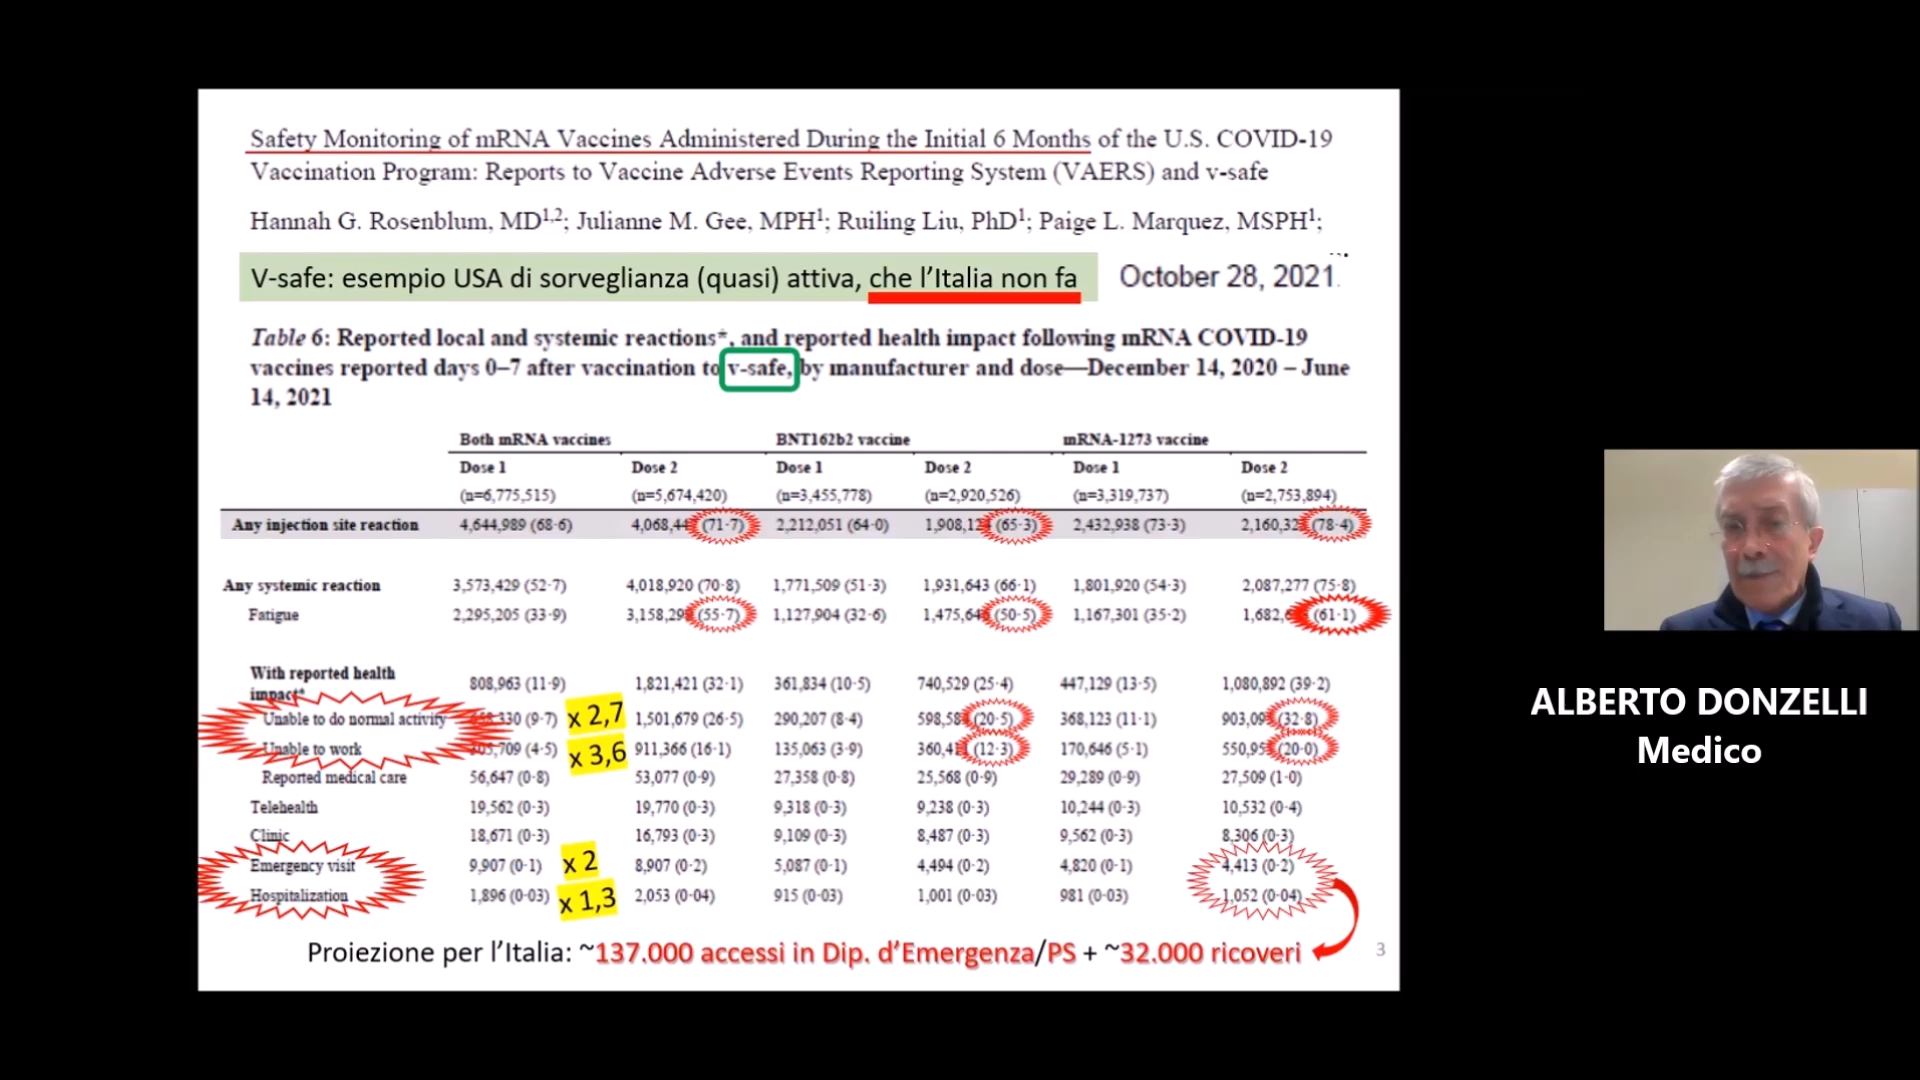 Safety Monitoring of mRNA Vaccines Administered During the Initial 6 Months of the U.S. COVID-19
Vaccination Program: Reports to Vaccine Adverse Events Reporting System (VAERS) and v-safe
Hannah G. Rosenblum, MD1,2; Julianne M. Gee, MPH1; Ruiling Liu, PhD1; Paige L. Marquez, MSPH1;
V-safe: esempio USA di sorveglianza (quasi) attiva, che l'Italia non fa October 28, 2021.
Table 6: Reported local and systemic reactions*, and reported health impact following mRNA COVID-19
vaccines reported days 0–7 after vaccination to v-safe, by manufacturer and dose—December 14, 2020 – June
14, 2021
Both mRNA vaccines BNT162b2 vaccine mRNA-1273 vaccine
Dose 1 Dose 2 Dose 1 Dose 2 Dose 1 Dose 2
(n=6,775,515) (n=5,674,420) (n=3,455,778) (n=2,920,526) (n=3,319,737) (n=2,753,894)
Any injection site reaction 4,644,989 (68·6) (71·7) 2,212,051 (64·0) (65·3) 2,432,938 (73·3) (78·4)
Any systemic reaction 3,573,429 (52·7) 4,018,920 (70·8) 1,771,509 (51·3) 1,931,643 (66·1) 1,801,920 (54·3) 2,087,277 (75·8)
Fatigue 2,295,205 (33·9) (55·7) 1,127,904 (32·6) (50·5) 1,167,301 (35·2) (61·1)
With reported health
impact* 808,963 (11·9) 1,821,421 (32·1) 361,834 (10·5) 740,529 (25·4) 447,129 (13·5) 1,080,892 (39·2)
Unable to do normal activity (9·7) x 2,7 1,501,679 (26·5) 290,207 (8·4) (20·5) 368,123 (11·1) (32·8)
Unable to work (4·5) x 3,6 911,366 (16·1) 135,063 (3·9) (12·3) 170,646 (5·1) (20·0)
Reported medical care 56,647 (0·8) 53,077 (0·9) 27,358 (0·8) 25,568 (0·9) 29,289 (0·9) 27,509 (1·0)
Telehealth 19,562 (0·3) 19,770 (0·3) 9,318 (0·3) 9,238 (0·3) 10,244 (0·3) 10,532 (0·4)
Clinic 18,671 (0·3) 16,793 (0·3) 9,109 (0·3) 8,487 (0·3) 9,562 (0·3) 8,306 (0·3)
Emergency visit 9,907 (0·1) x 2 8,907 (0·2) 5,087 (0·1) 4,494 (0·2) 4,820 (0·1) 4,413 (0·2)
Hospitalization 1,896 (0·03) x 1,3 2,053 (0·04) 915 (0·03) 1,001 (0·03) 981 (0·03) 1,052 (0·04)
Proiezione per l'Italia: ~137.000 accessi in Dip. d'Emergenza/PS + ~32.000 ricoveri 3
ALBERTO DONZELLI
Medico